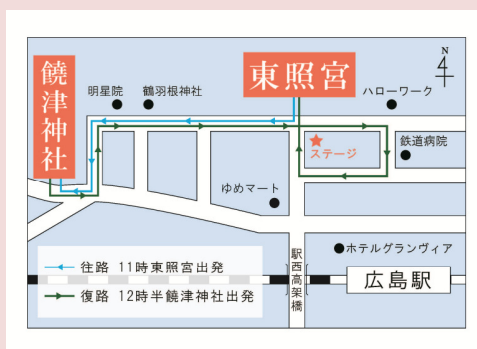 N
東照宮
饒津神社
明星院
鶴羽根神社
ハローワーク
ステージ
鉄道病院
ゆめマート
ホテルグランヴィア
往路 11時東照宮出発
復路 12時半饒津神社出発
駅西高架橋
広島駅